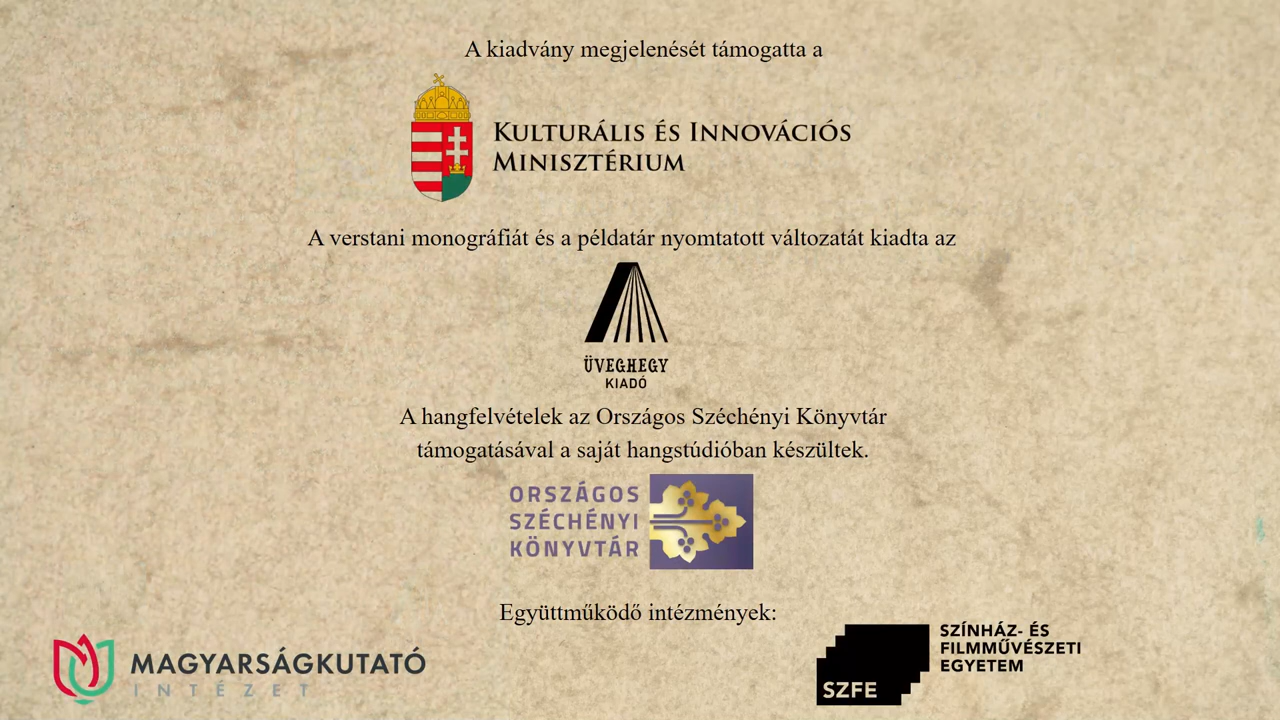 A kiadvány megjelenését támogatta a
KULTURÁLIS ÉS INNOVÁCIÓS
MINISZTÉRIUM
A verstani monográfiát és a példatár nyomtatott változatát kiadta az
ÜVEGHEGY
KIADÓ
A hangfelvételek az Országos Széchényi Könyvtár
támogatásával a saját hangstúdióban készültek.
ORSZÁGOS
SZÉCHÉNYI
KÖNYVTÁR
Együttműködő intézmények:
MAGYARSÁGKUTATÓ
INTÉZET
SZFE
SZÍNHÁZ- ÉS
FILMMŰVÉSZETI
EGYETEM